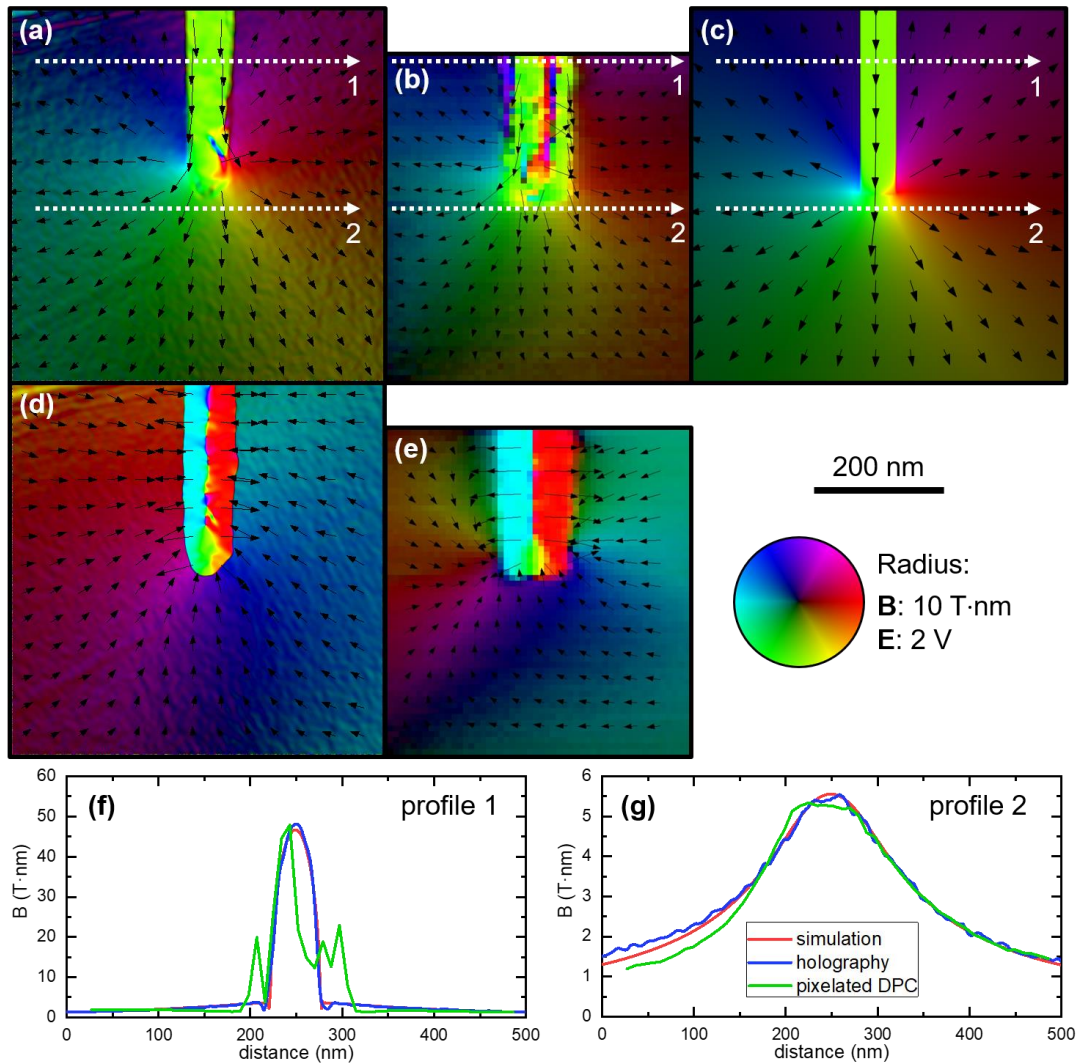 (a)
1
2
(b)
1
2
(c)
1
2
(d)
(e)
200 nm
Radius:
B: 10 T·nm
E: 2 V
(f)
profile 1
60
50
40
30
20
10
0
B (T·nm)
0
100
200
300
400
500
distance (nm)
(g)
profile 2
6
5
4
3
2
1
0
B (T·nm)
simulation
holography
pixelated DPC
0
100
200
300
400
500
distance (nm)